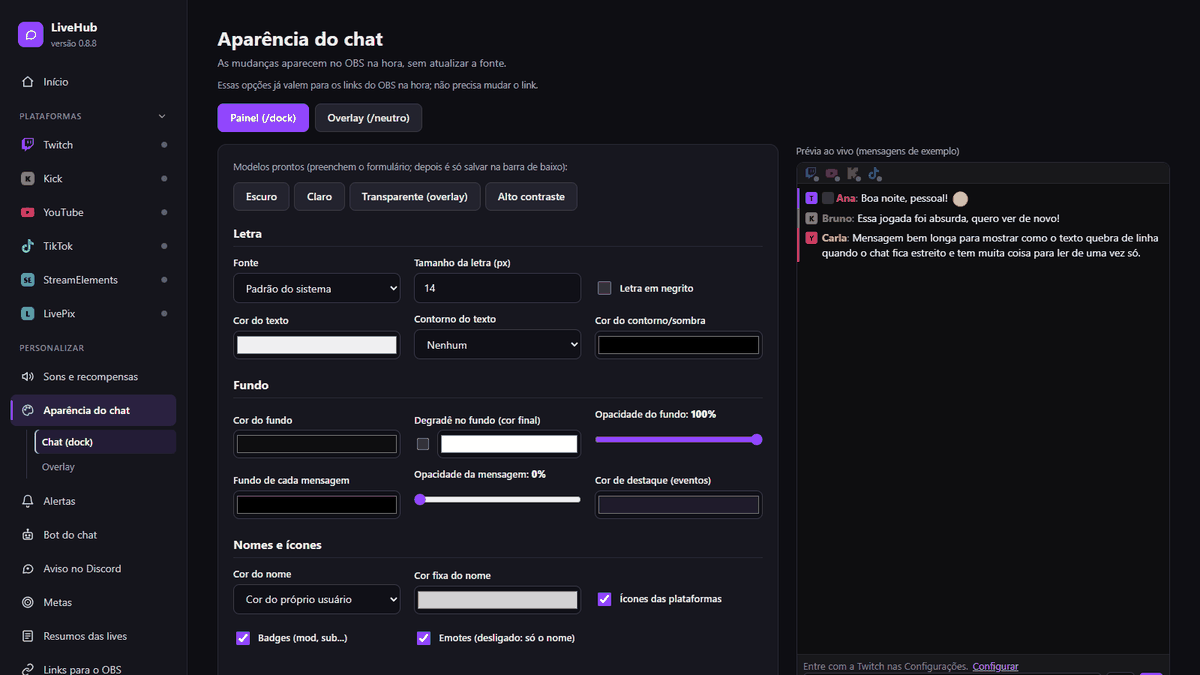 LiveHub
versão 0.8.8
Início
PLATAFORMAS
Twitch
K Kick
YouTube
TikTok
SE StreamElements
L LivePix
PERSONALIZAR
Sons e recompensas
Aparência do chat
Chat (dock)
Overlay
Alertas
Bot do chat
Aviso no Discord
Metas
Resumos das lives
Links para o OBS
Aparência do chat
As mudanças aparecem no OBS na hora, sem atualizar a fonte.
Essas opções já valem para os links do OBS na hora; não precisa mudar o link.
Painel (/dock) Overlay (/neutro)
Modelos prontos (preenchem o formulário; depois é só salvar na barra de baixo):
Escuro Claro Transparente (overlay) Alto contraste
Letra
Fonte Tamanho da letra (px)
Padrão do sistema 14 Letra em negrito
Cor do texto Contorno do texto Cor do contorno/sombra
Nenhum
Fundo
Cor do fundo Degradê no fundo (cor final) Opacidade do fundo: 100%
Fundo de cada mensagem Opacidade da mensagem: 0% Cor de destaque (eventos)
Nomes e ícones
Cor do nome Cor fixa do nome
Cor do próprio usuário Ícones das plataformas
Badges (mod, sub...) Emotes (desligado: só o nome)
Prévia ao vivo (mensagens de exemplo)
T Ana: Boa noite, pessoal!
K Bruno: Essa jogada foi absurda, quero ver de novo!
Y Carla: Mensagem bem longa para mostrar como o texto quebra de linha
quando o chat fica estreito e tem muita coisa para ler de uma vez só.
Entre com a Twitch nas Configurações. Configurar